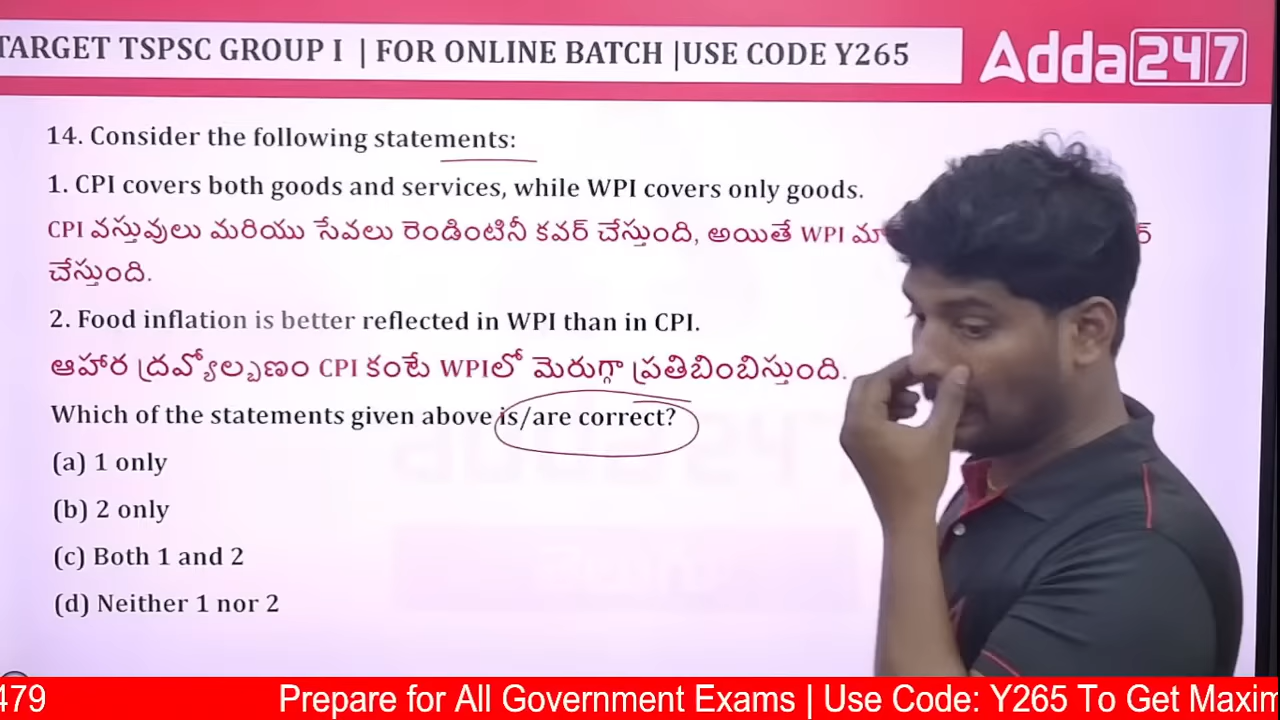 TARGET TSPSC GROUP I | FOR ONLINE BATCH |USE CODE Y265
Adda247
14. Consider the following statements:
1. CPI covers both goods and services, while WPI covers only goods.
CPI వస్తువులు మరియు సేవలు రెండింటినీ కవర్ చేస్తుంది, అయితే WPI
చేస్తుంది.
2. Food inflation is better reflected in WPI than in CPI.
ఆహార ద్రవ్యోల్బణం CPI కంటే WPIలో మెరుగ్గా ప్రతిబింబిస్తుంది.
Which of the statements given above is/are correct?
(a) 1 only
(b) 2 only
(c) Both 1 and 2
(d) Neither 1 nor 2
479 Prepare for All Government Exams | Use Code: Y265 To Get